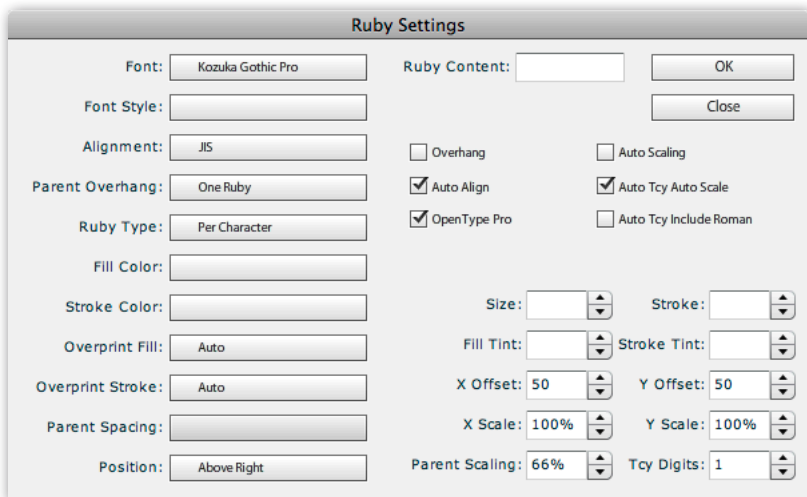 Ruby Settings
Font: Kozuka Gothic Pro
Font Style:
Alignment: JIS
Parent Overhang: One Ruby
Ruby Type: Per Character
Fill Color:
Stroke Color:
Overprint Fill: Auto
Overprint Stroke: Auto
Parent Spacing:
Position: Above Right
Ruby Content: OK
Close
Overhang Auto Scaling
Auto Align Auto Tcy Auto Scale
OpenType Pro Auto Tcy Include Roman
Size: Stroke:
Fill Tint: Stroke Tint:
X Offset: 50 Y Offset: 50
X Scale: 100% Y Scale: 100%
Parent Scaling: 66% Tcy Digits: 1